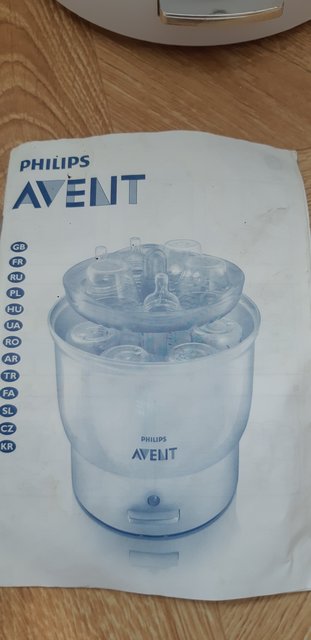 PHILIPS
AVENT
GB
FR
RU
PL
HU
UA
RO
AR
TR
FA
SL
CZ
KR
PHILIPS
AVENT